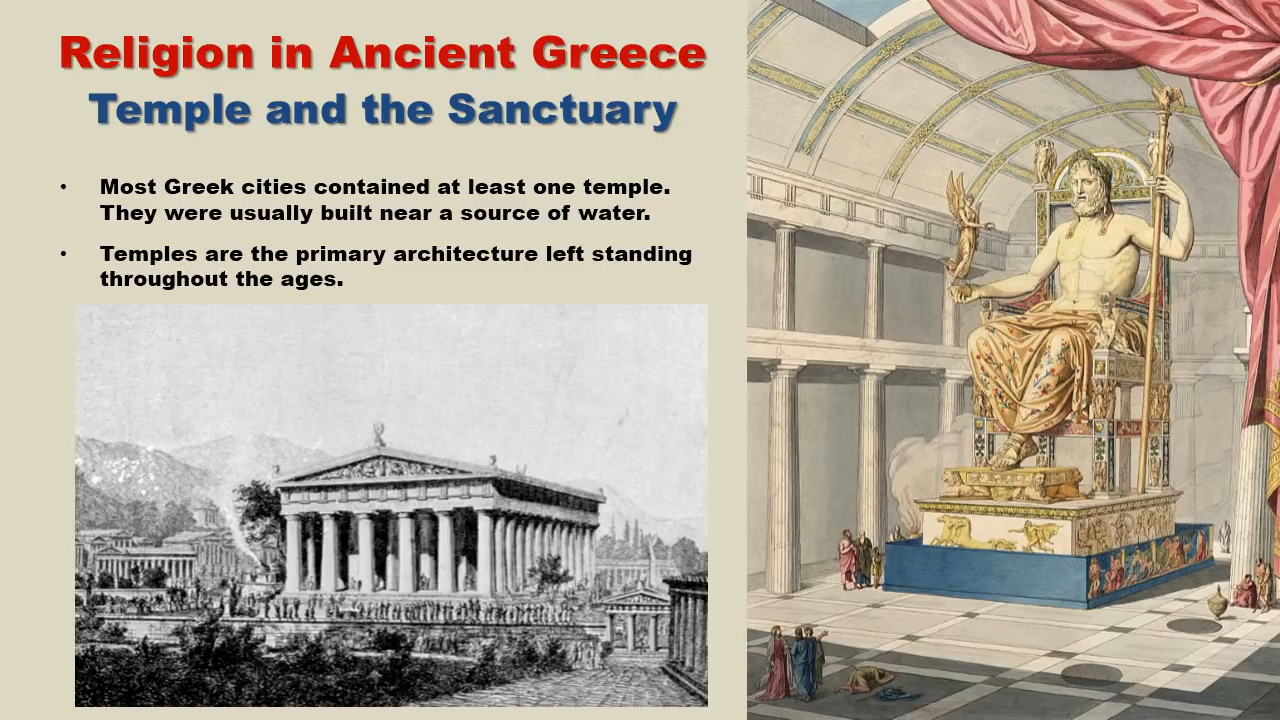 Religion in Ancient Greece
Temple and the Sanctuary
• Most Greek cities contained at least one temple.
They were usually built near a source of water.
• Temples are the primary architecture left standing
throughout the ages.